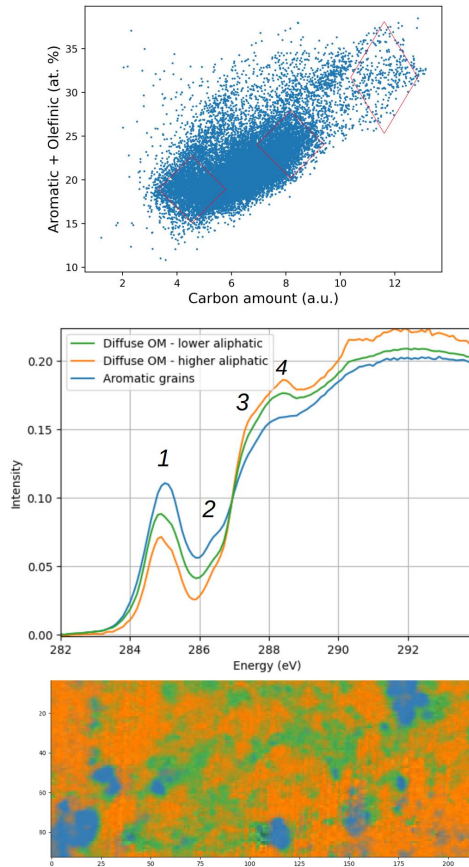 Aromatic + Olefinic (at. %)
35
30
25
20
15
10
2 4 6 8 10 12
Carbon amount (a.u.)
Diffuse OM - lower aliphatic
Diffuse OM - higher aliphatic
Aromatic grains
1
2
3
4
Intensity
0.20
0.15
0.10
0.05
0.00
282 284 286 288 290 292
Energy (eV)
20
40
60
80
0 25 50 75 100 125 150 175 200